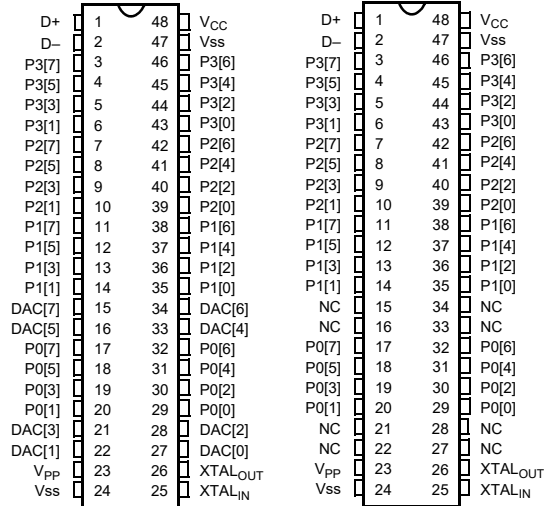 D+ 1 48 VCC D+ 1 48 VCC
D– 2 47 Vss D– 2 47 Vss
P3[7] 3 46 P3[6] P3[7] 3 46 P3[6]
P3[5] 4 45 P3[4] P3[5] 4 45 P3[4]
P3[3] 5 44 P3[2] P3[3] 5 44 P3[2]
P3[1] 6 43 P3[0] P3[1] 6 43 P3[0]
P2[7] 7 42 P2[6] P2[7] 7 42 P2[6]
P2[5] 8 41 P2[4] P2[5] 8 41 P2[4]
P2[3] 9 40 P2[2] P2[3] 9 40 P2[2]
P2[1] 10 39 P2[0] P2[1] 10 39 P2[0]
P1[7] 11 38 P1[6] P1[7] 11 38 P1[6]
P1[5] 12 37 P1[4] P1[5] 12 37 P1[4]
P1[3] 13 36 P1[2] P1[3] 13 36 P1[2]
P1[1] 14 35 P1[0] P1[1] 14 35 P1[0]
DAC[7] 15 34 DAC[6] NC 15 34 NC
DAC[5] 16 33 DAC[4] NC 16 33 NC
P0[7] 17 32 P0[6] P0[7] 17 32 P0[6]
P0[5] 18 31 P0[4] P0[5] 18 31 P0[4]
P0[3] 19 30 P0[2] P0[3] 19 30 P0[2]
P0[1] 20 29 P0[0] P0[1] 20 29 P0[0]
DAC[3] 21 28 DAC[2] NC 21 28 NC
DAC[1] 22 27 DAC[0] NC 22 27 NC
VPP 23 26 XTALOUT VPP 23 26 XTALOUT
Vss 24 25 XTALIN Vss 24 25 XTALIN